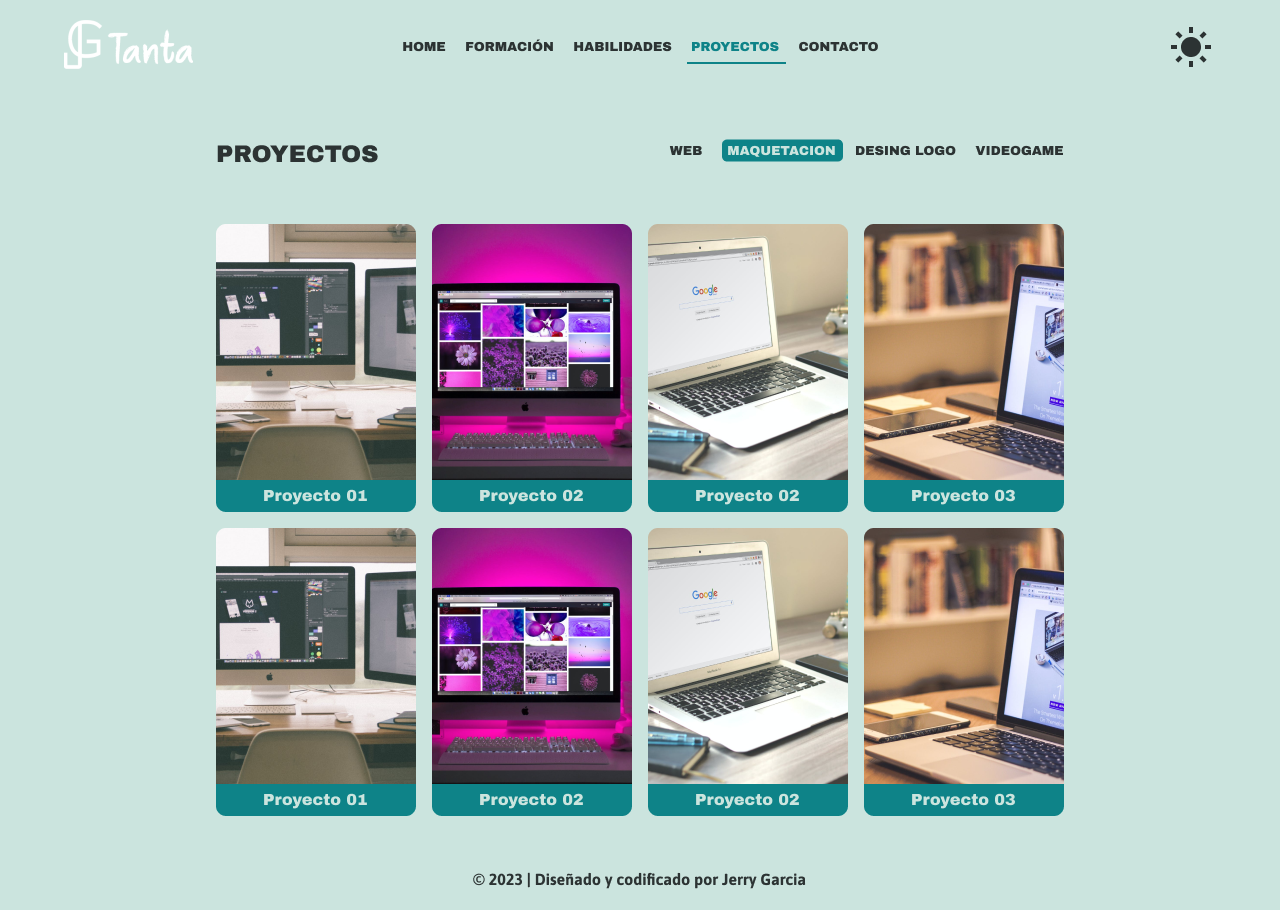 JG Tanta
HOME FORMACIÓN HABILIDADES PROYECTOS CONTACTO
PROYECTOS
WEB MAQUETACION DESING LOGO VIDEOGAME
Google
Proyecto 01
Proyecto 02
Proyecto 02
Proyecto 03
Google
Proyecto 01
Proyecto 02
Proyecto 02
Proyecto 03
© 2023 | Diseñado y codificado por Jerry Garcia